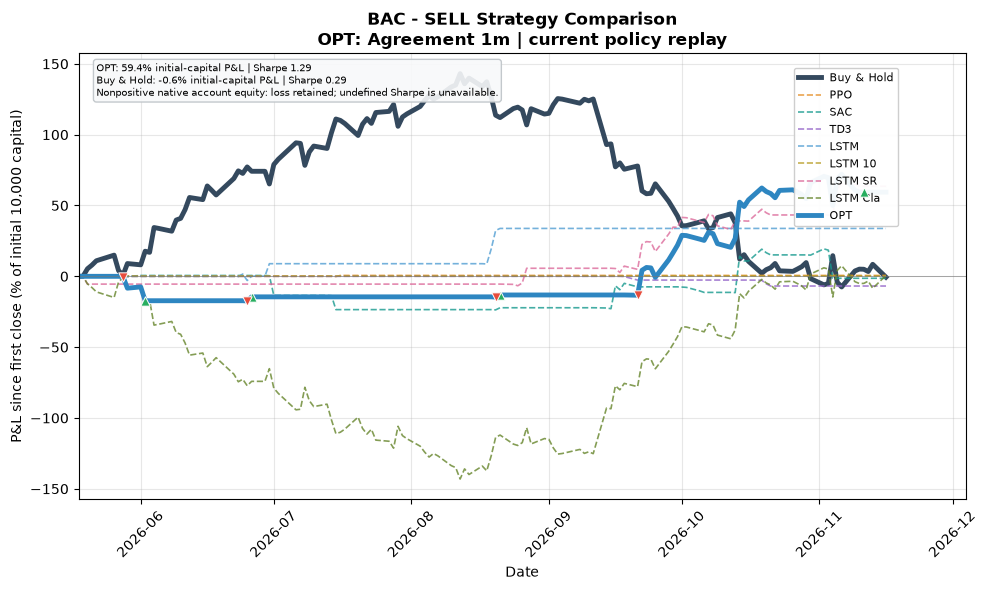 BAC - SELL Strategy Comparison
OPT: Agreement 1m | current policy replay
OPT: 59.4% initial-capital P&L | Sharpe 1.29
Buy & Hold: -0.6% initial-capital P&L | Sharpe 0.29
Nonpositive native account equity: loss retained; undefined Sharpe is unavailable.
Buy & Hold
PPO
SAC
TD3
LSTM
LSTM 10
LSTM SR
LSTM Cla
OPT
P&L since first close (% of initial 10,000 capital)
150
100
50
0
−50
−100
−150
2026-06
2026-07
2026-08
2026-09
2026-10
2026-11
2026-12
Date